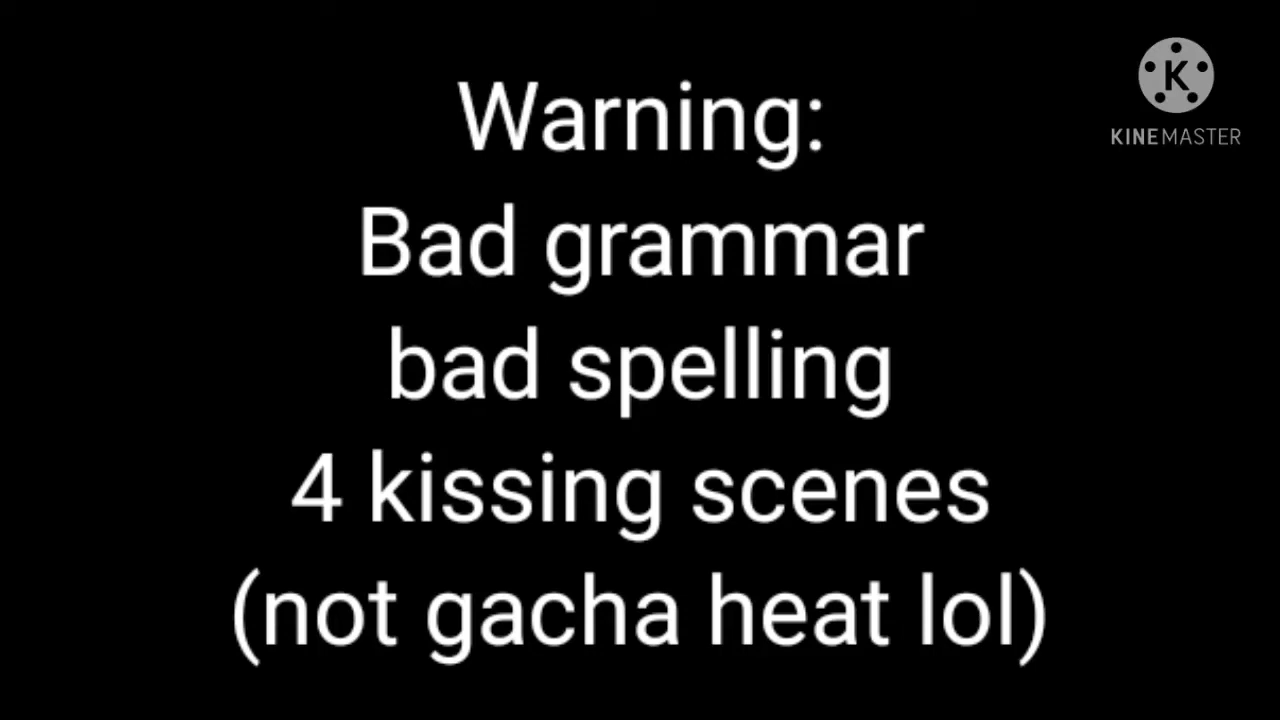 Warning:
Bad grammar
bad spelling
4 kissing scenes
(not gacha heat lol)
K
KINEMASTER